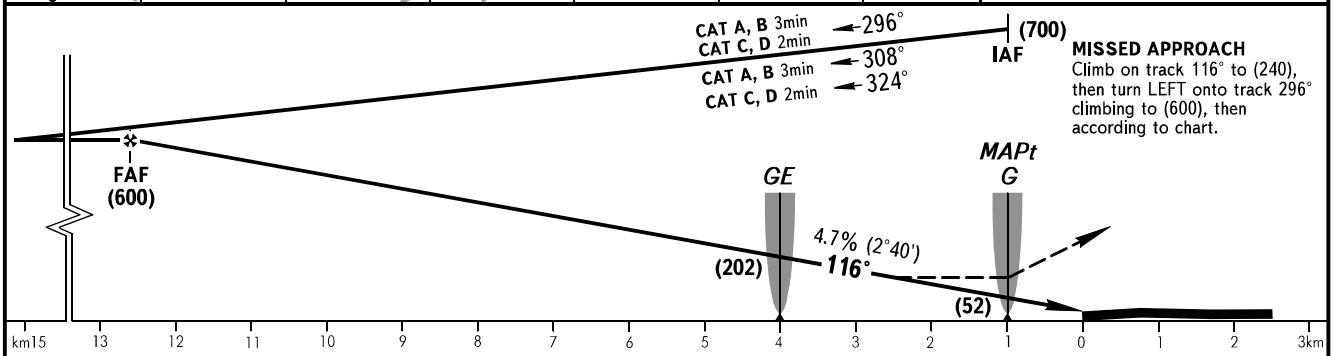 CAT A, B 3min
CAT C, D 2min
296°
CAT A, B 3min
CAT C, D 2min
308°
324°
(700)
IAF
MISSED APPROACH
Climb on track 116° to (240),
then turn LEFT onto track 296°
climbing to (600), then
according to chart.
FAF
(600)
GE
MAPt
G
4.7% (2°40')
(202)
116°
(52)
km15 13 12 11 10 9 8 7 6 5 4 3 2 1 0 1 2 3km